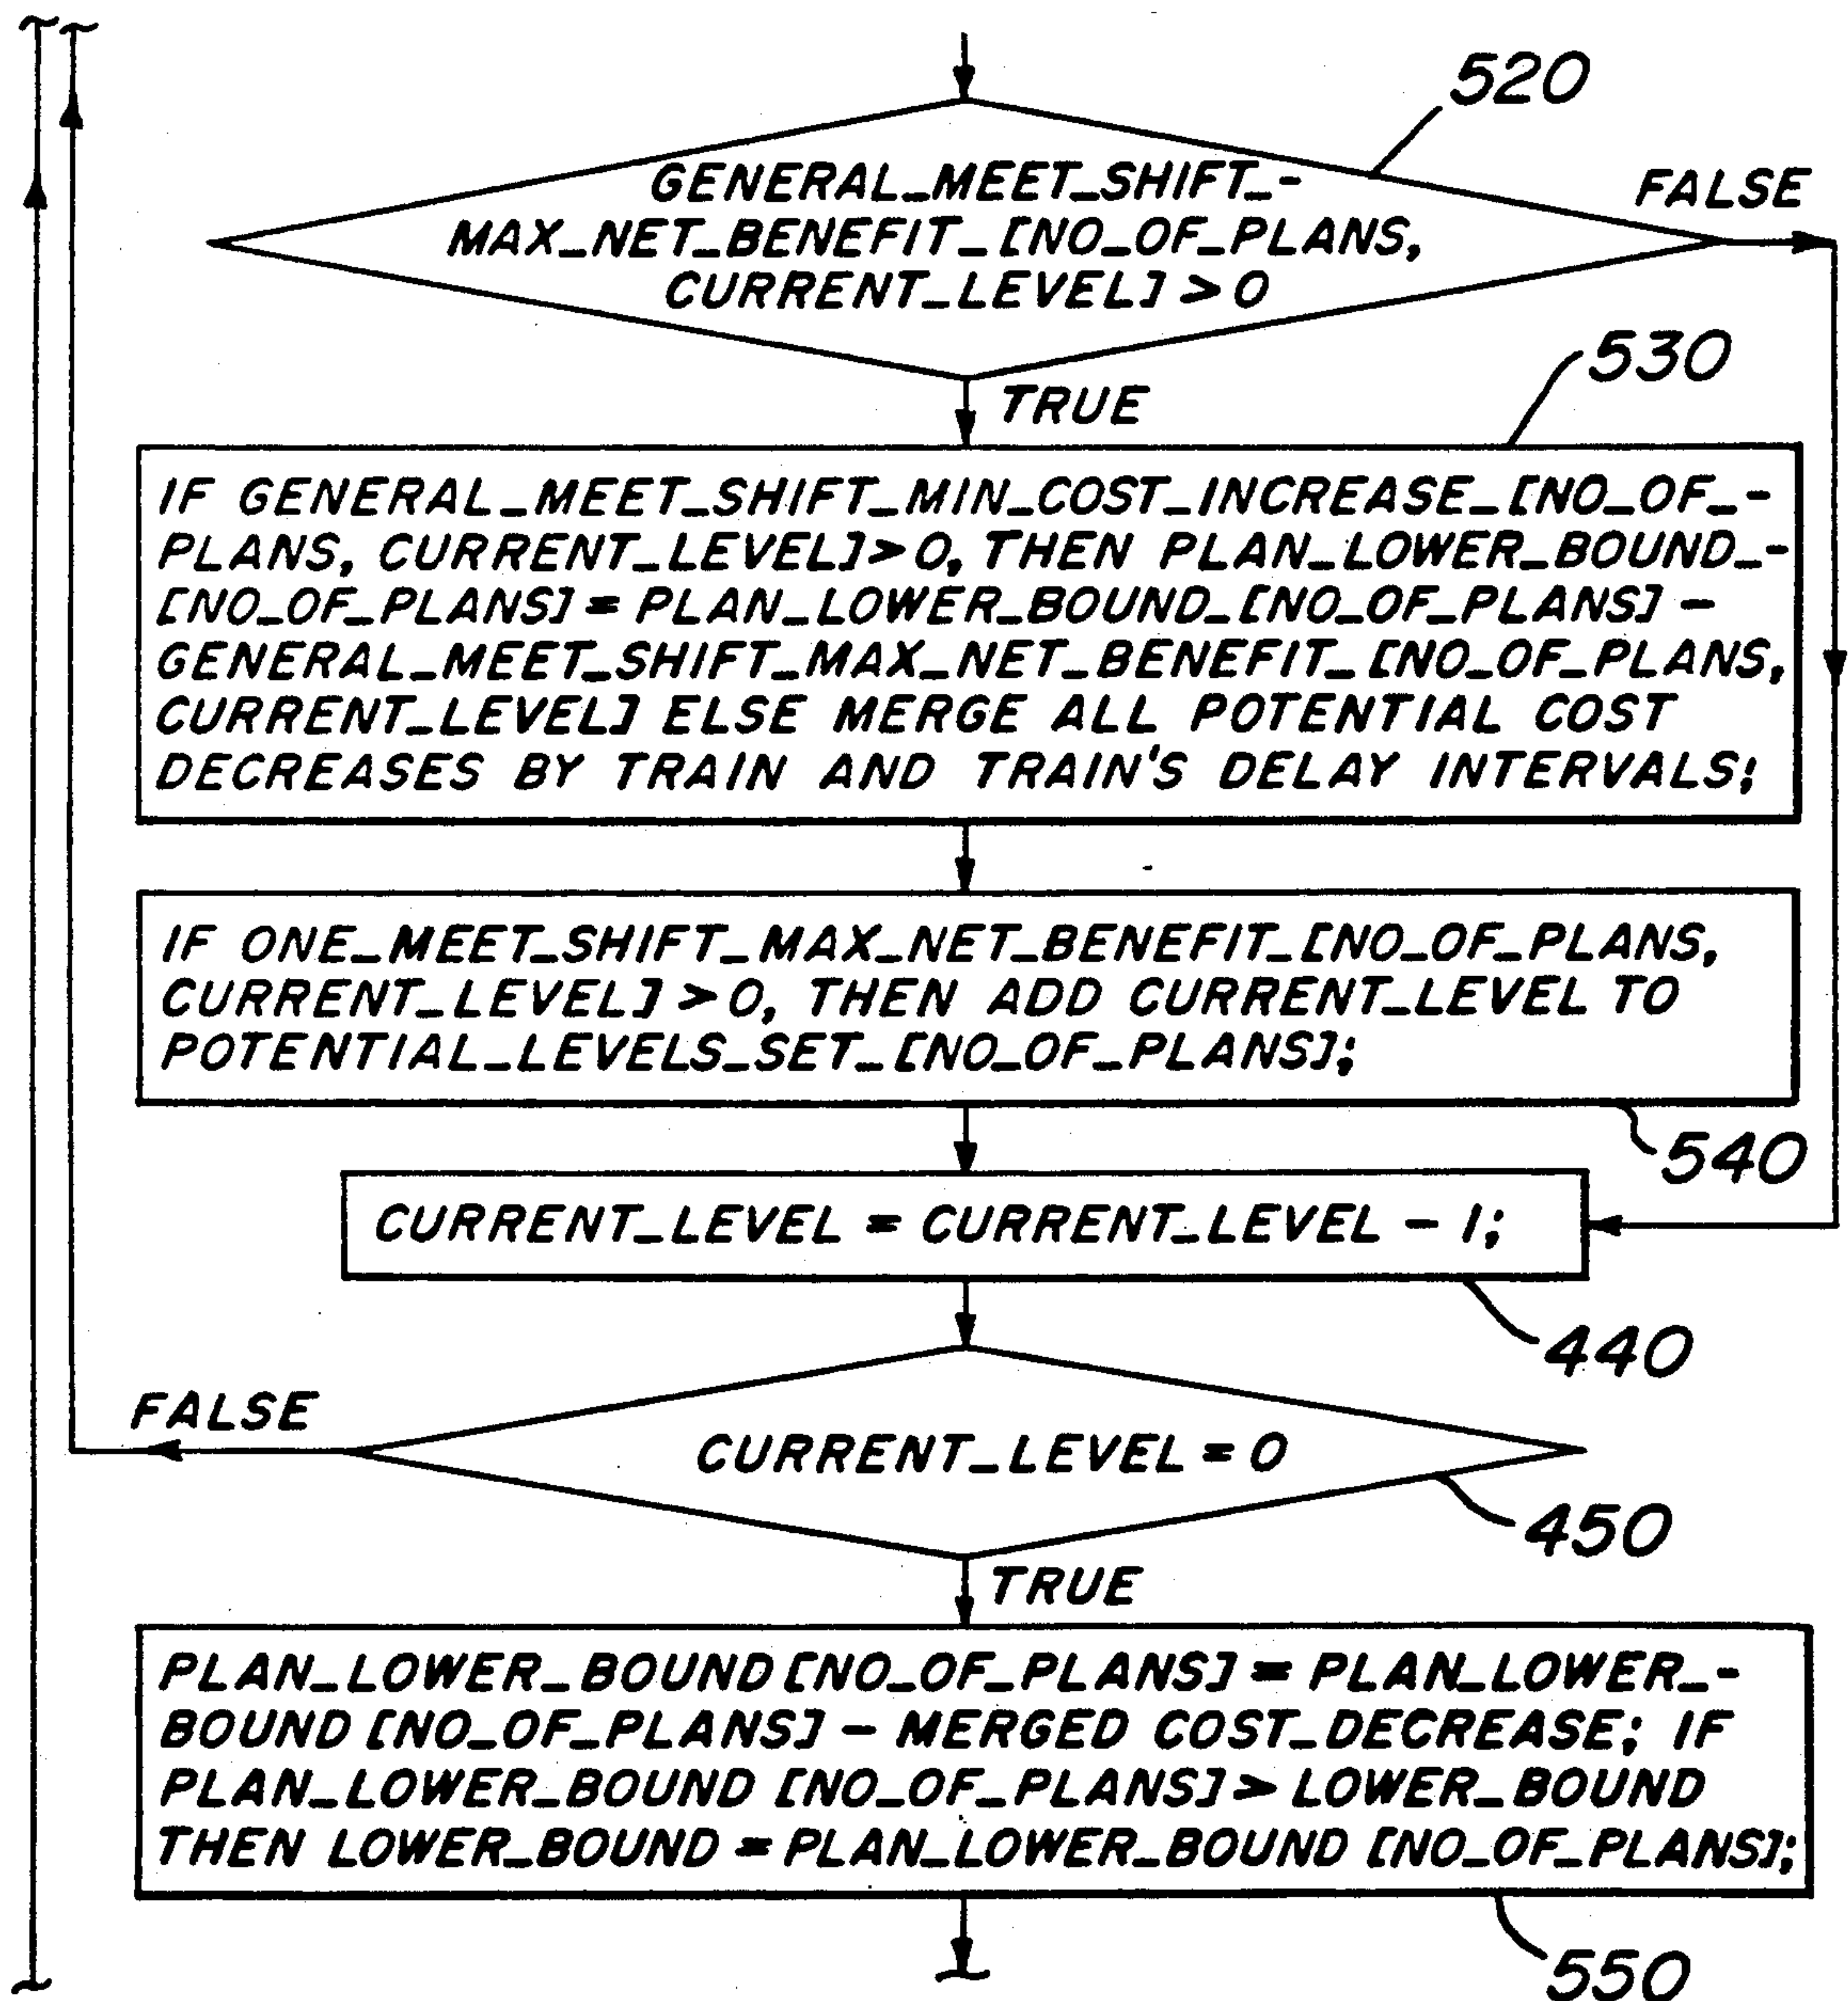 520
GENERAL_MEET_SHIFT_-
MAX_NET_BENEFIT_[NO_OF_PLANS,
CURRENT_LEVEL] > 0
FALSE
TRUE
530
IF GENERAL_MEET_SHIFT_MIN_COST_INCREASE_[NO_OF_-
PLANS, CURRENT_LEVEL] > 0, THEN PLAN_LOWER_BOUND_-
[NO_OF_PLANS] = PLAN_LOWER_BOUND_[NO_OF_PLANS] -
GENERAL_MEET_SHIFT_MAX_NET_BENEFIT_[NO_OF_PLANS,
CURRENT_LEVEL] ELSE MERGE ALL POTENTIAL COST
DECREASES BY TRAIN AND TRAIN'S DELAY INTERVALS;
IF ONE_MEET_SHIFT_MAX_NET_BENEFIT_[NO_OF_PLANS,
CURRENT_LEVEL] > 0, THEN ADD CURRENT_LEVEL TO
POTENTIAL_LEVELS_SET_[NO_OF_PLANS];
540
CURRENT_LEVEL = CURRENT_LEVEL - 1;
440
FALSE
CURRENT_LEVEL = 0
450
TRUE
PLAN_LOWER_BOUND [NO_OF_PLANS] = PLAN_LOWER_-
BOUND [NO_OF_PLANS] - MERGED COST_DECREASE; IF
PLAN_LOWER_BOUND [NO_OF_PLANS] > LOWER_BOUND
THEN LOWER_BOUND = PLAN_LOWER_BOUND [NO_OF_PLANS];
550